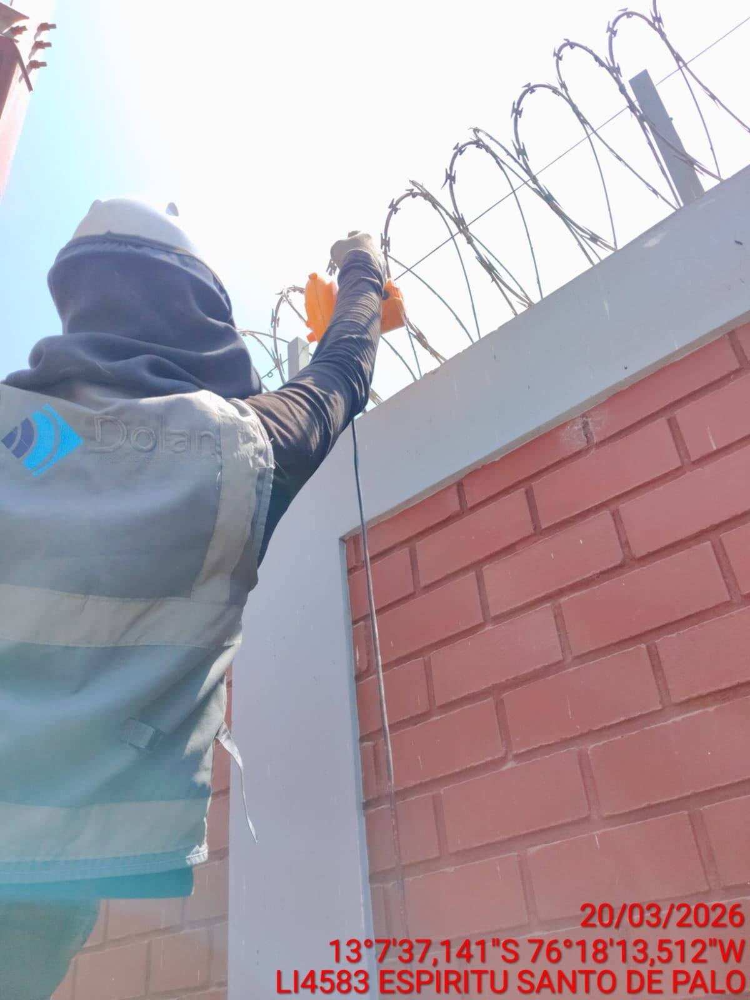 Dolan
20/03/2026
13°7'37,141"S 76°18'13,512"W
LI4583 ESPIRITU SANTO DE PALO